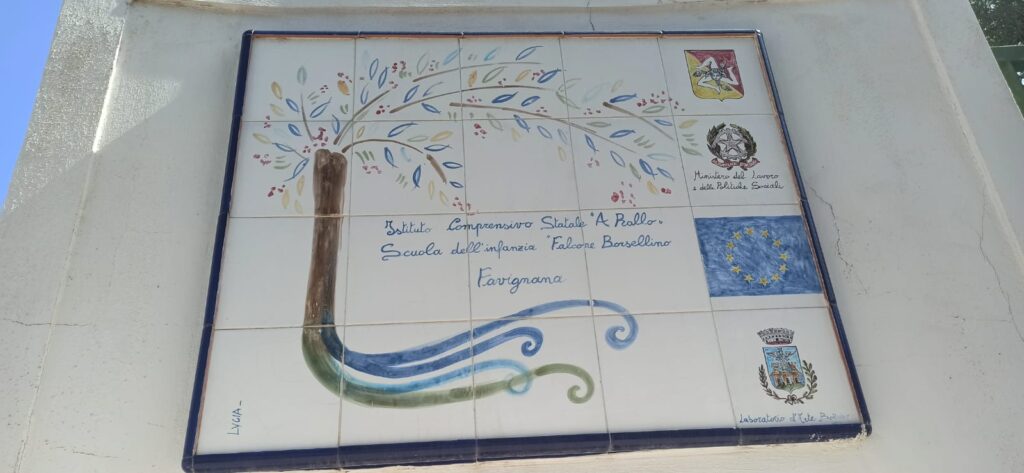 Istituto Comprensivo Statale "A. Rallo"
Scuola dell'infanzia "Falcone Borsellino
Favignana
Ministero del Lavoro
e delle Politiche Sociali
Laboratorio d'Arte
LUCIA